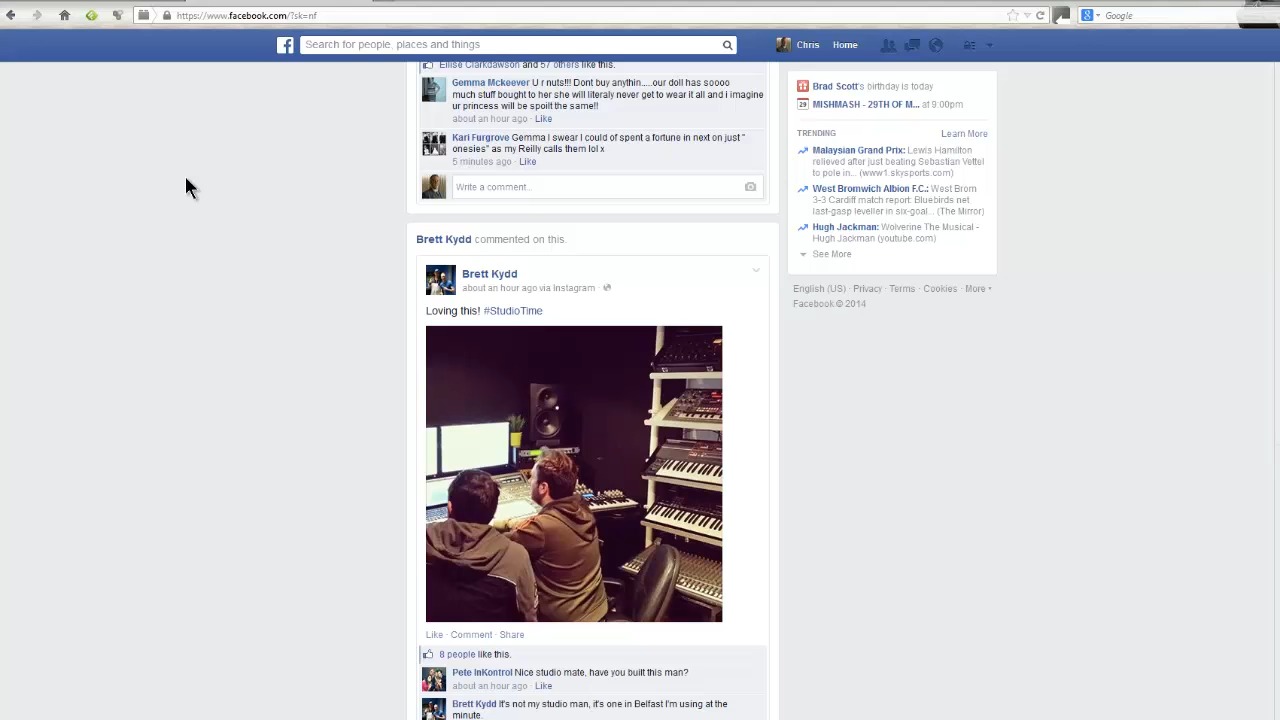 https://www.facebook.com/?sk=nf
Google
Search for people, places and things
Chris Home
Ellise Clarkdawson and 57 others like this.
Gemma Mckeever U r nuts!!! Dont buy anythin.....our doll has soooo
much stuff bought to her she will literaly never get to wear it all and i imagine
ur princess will be spoilt the same!!
about an hour ago · Like
Kari Furgrove Gemma I swear I could of spent a fortune in next on just "
onesies" as my Reilly calls them lol x
5 minutes ago · Like
Write a comment...
Brett Kydd commented on this.
Brett Kydd
about an hour ago via Instagram ·
Loving this! #StudioTime
Like · Comment · Share
8 people like this.
Pete InKontrol Nice studio mate, have you built this man?
about an hour ago · Like
Brett Kydd It's not my studio man, it's one in Belfast I'm using at the
minute.
Brad Scott's birthday is today
29 MISHMASH - 29TH OF M... at 9:00pm
TRENDING Learn More
Malaysian Grand Prix: Lewis Hamilton
relieved after just beating Sebastian Vettel
to pole in... (www1.skysports.com)
West Bromwich Albion F.C.: West Brom
3-3 Cardiff match report: Bluebirds net
last-gasp leveller in six-goal... (The Mirror)
Hugh Jackman: Wolverine The Musical -
Hugh Jackman (youtube.com)
See More
English (US) · Privacy · Terms · Cookies · More
Facebook © 2014